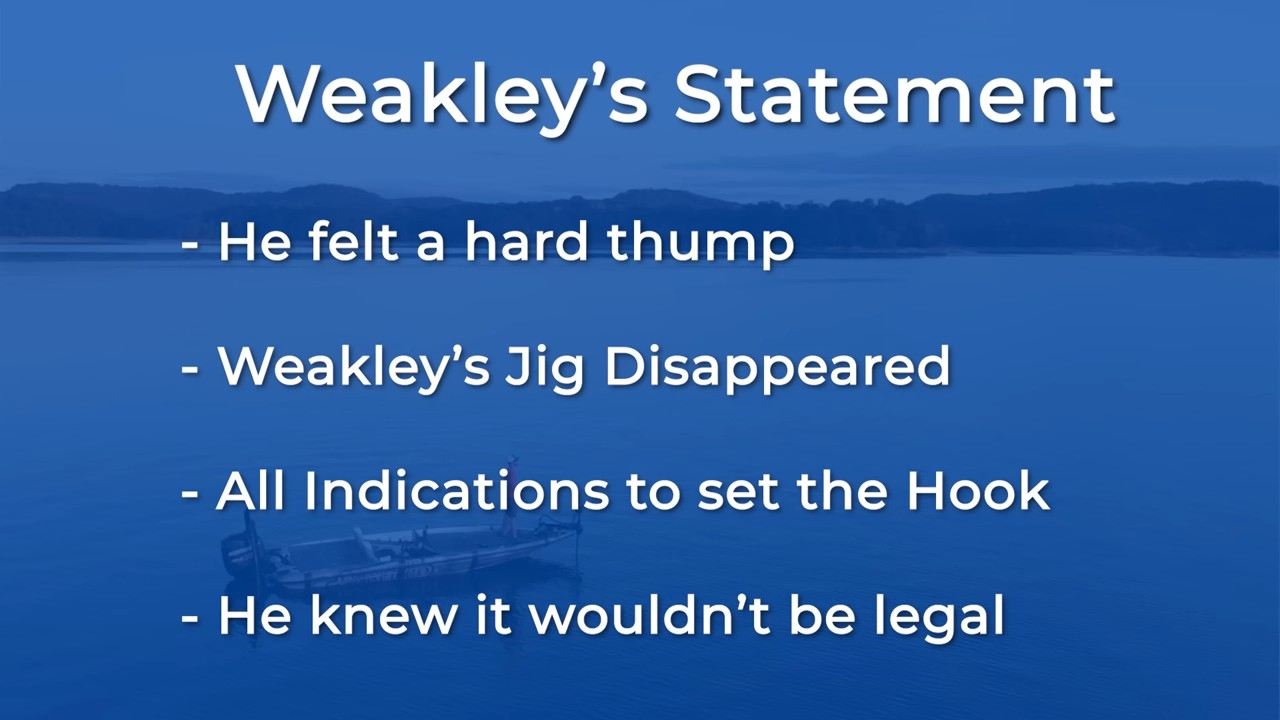 Weakley’s Statement
- He felt a hard thump
- Weakley’s Jig Disappeared
- All Indications to set the Hook
- He knew it wouldn’t be legal